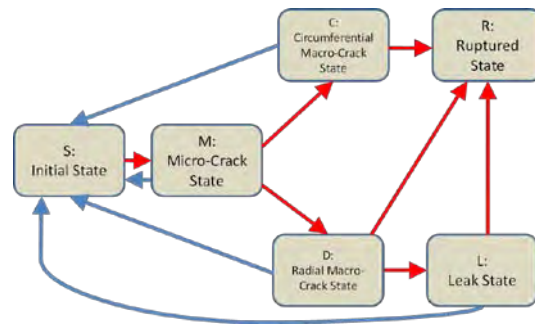 C:
Circumferential
Macro-Crack
State
R:
Ruptured
State
S:
Initial State
M:
Micro-Crack
State
D:
Radial Macro-
Crack State
L:
Leak State